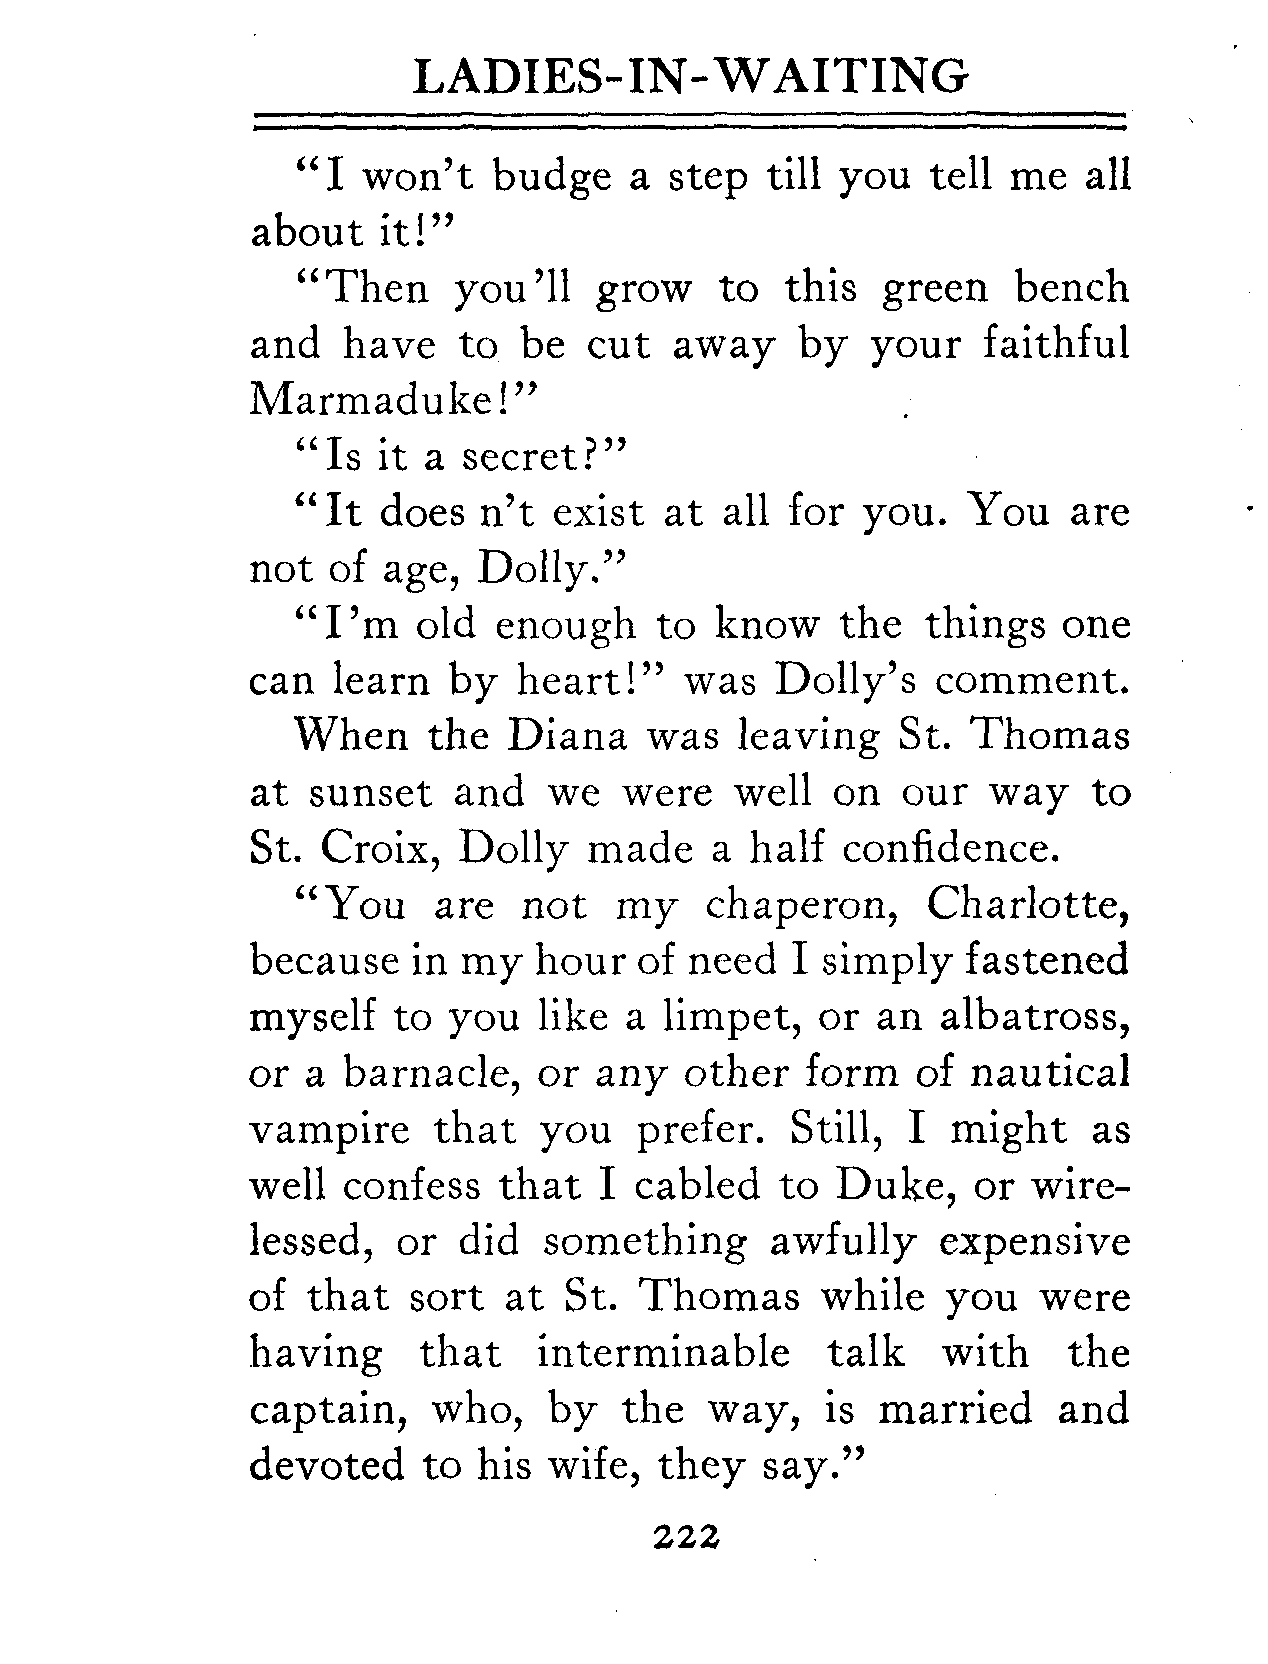 LADIES-IN-WAITING
“I won’t budge a step till you tell me all
about it!”
“Then you’ll grow to this green bench
and have to be cut away by your faithful
Marmaduke!”
“Is it a secret?”
“It does n’t exist at all for you. You are
not of age, Dolly.”
“I’m old enough to know the things one
can learn by heart!” was Dolly’s comment.
When the Diana was leaving St. Thomas
at sunset and we were well on our way to
St. Croix, Dolly made a half confidence.
“You are not my chaperon, Charlotte,
because in my hour of need I simply fastened
myself to you like a limpet, or an albatross,
or a barnacle, or any other form of nautical
vampire that you prefer. Still, I might as
well confess that I cabled to Duke, or wire-
lessed, or did something awfully expensive
of that sort at St. Thomas while you were
having that interminable talk with the
captain, who, by the way, is married and
devoted to his wife, they say.”
222